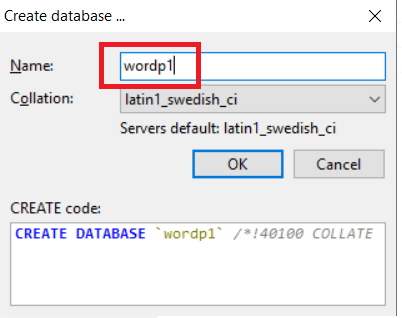 Create database ...
Name: wordp1
Collation: latin1_swedish_ci
Servers default: latin1_swedish_ci
OK Cancel
CREATE code:
CREATE DATABASE `wordp1` /*!40100 COLLATE